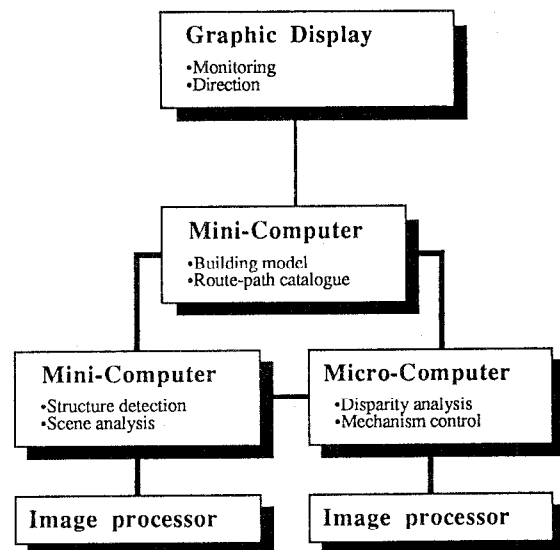 Graphic Display
•Monitoring
•Direction
Mini-Computer
•Building model
•Route-path catalogue
Mini-Computer
•Structure detection
•Scene analysis
Micro-Computer
•Disparity analysis
•Mechanism control
Image processor
Image processor